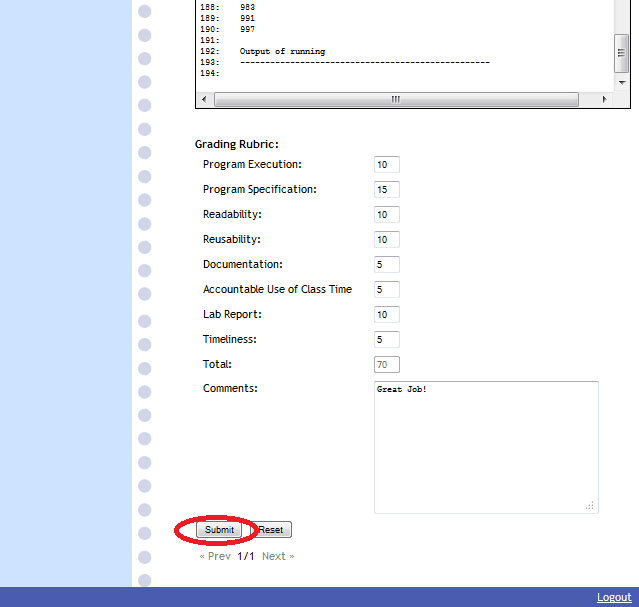 188: 983
189: 991
190: 997
191:
192: Output of running
193: --------------------------------------------------
194:
Grading Rubric:
Program Execution: 10
Program Specification: 15
Readability: 10
Reusability: 10
Documentation: 5
Accountable Use of Class Time 5
Lab Report: 10
Timeliness: 5
Total: 70
Comments: Great Job!
Submit Reset
« Prev 1/1 Next »
Logout